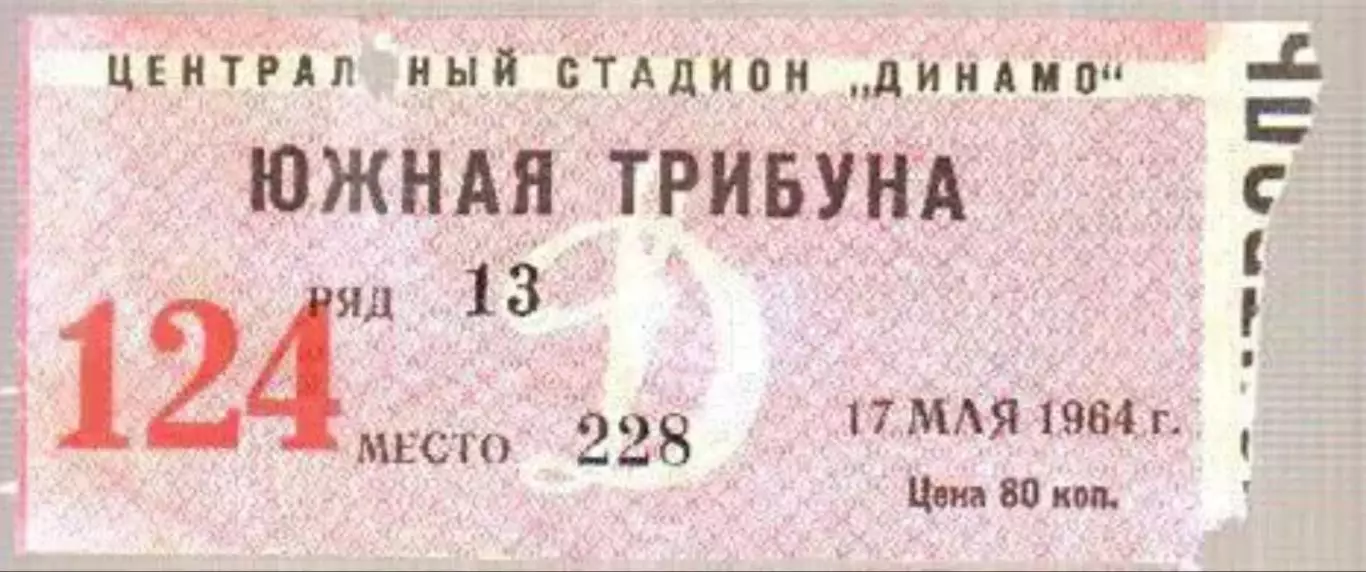 ЦЕНТРАЛ НЫЙ СТАДИОН „ДИНАМО“
ЮЖНАЯ ТРИБУНА
РЯД 13
124
МЕСТО 228
17 МАЯ 1964 г.
Цена 80 коп.